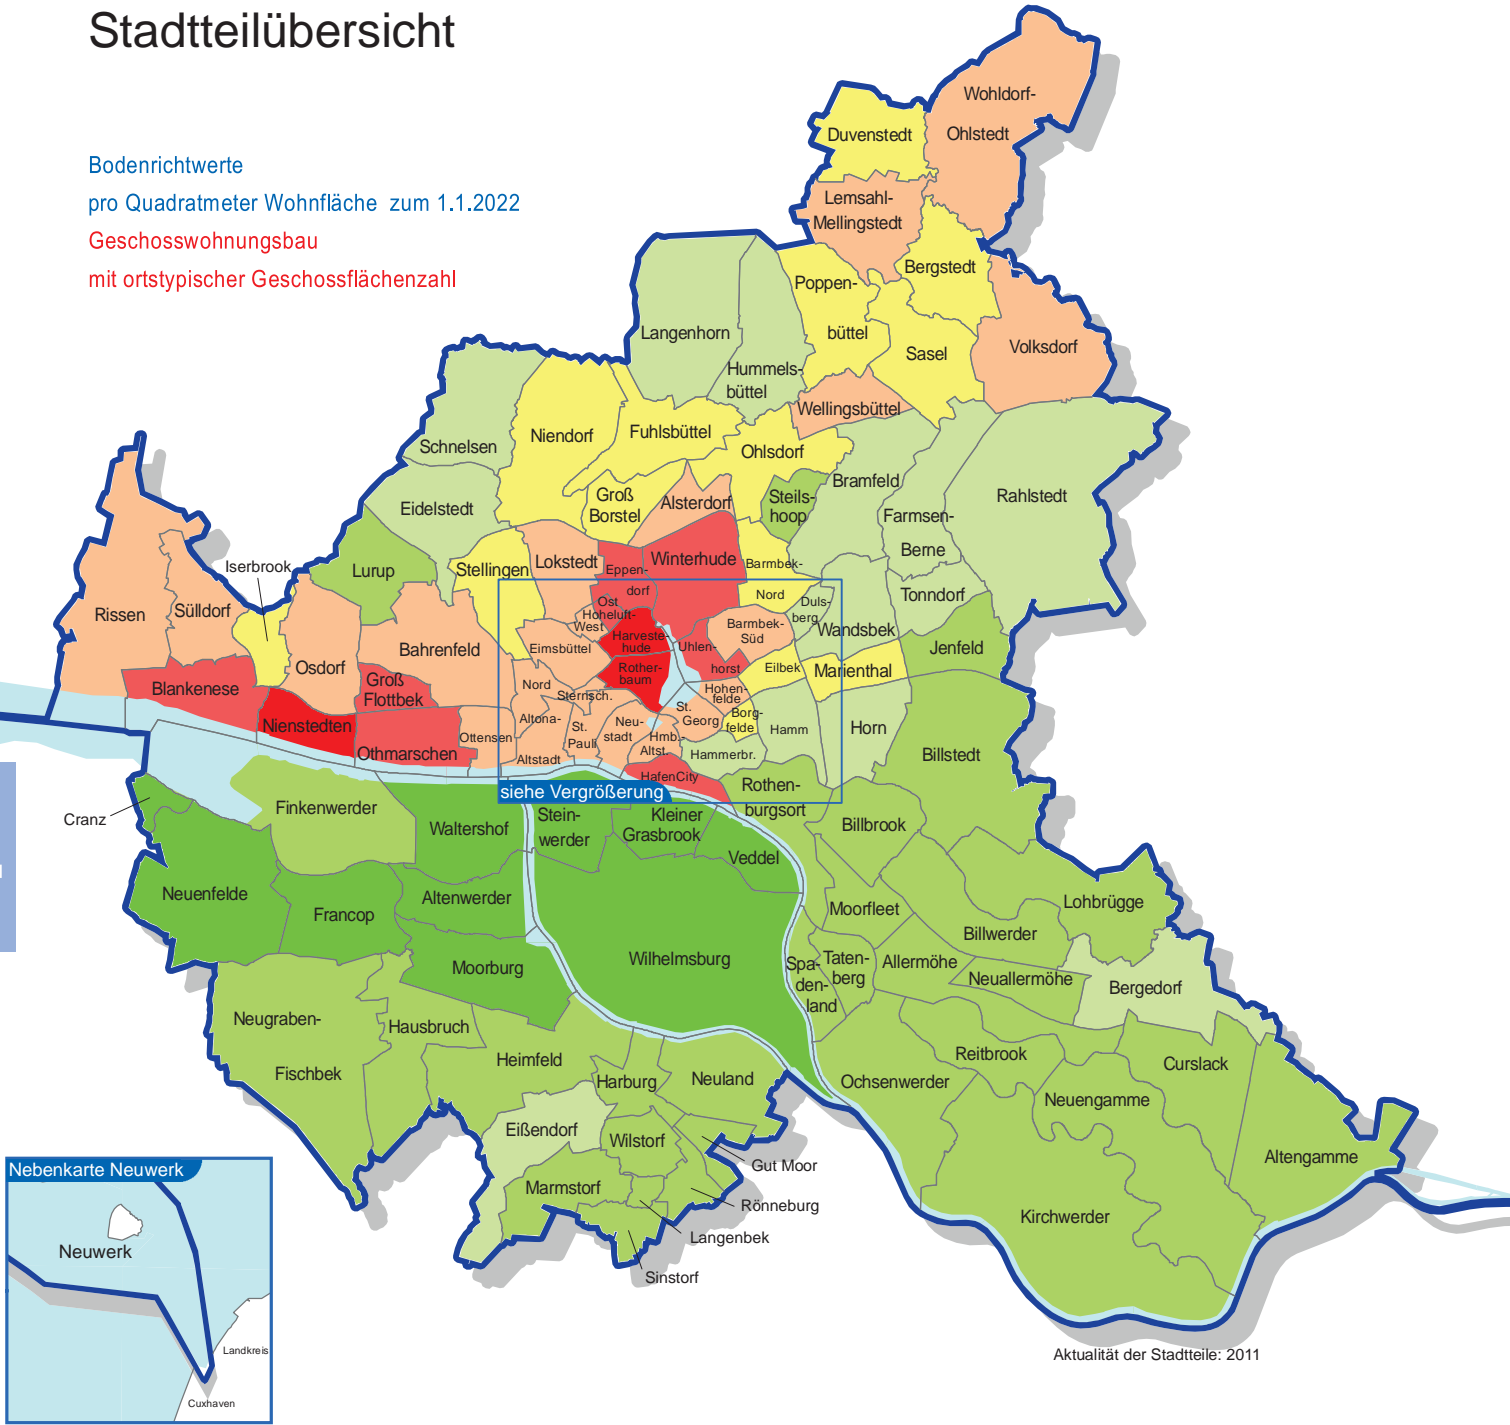 Stadtteilübersicht
Bodenrichtwerte
pro Quadratmeter Wohnfläche zum 1.1.2022
Geschosswohnungsbau
mit ortstypischer Geschossflächenzahl
Wohldorf-
Ohlstedt
Duvenstedt
Lemsahl-
Mellingstedt
Bergstedt
Poppen-
büttel
Sasel
Volksdorf
Langenhorn
Hummels-
büttel
Wellingsbüttel
Schnelsen
Niendorf
Fuhlsbüttel
Ohlsdorf
Bramfeld
Rahlstedt
Eidelstedt
Groß
Borstel
Alsterdorf
Steils-
hoop
Farmsen-
Berne
Lurup
Stellingen
Lokstedt
Eppen-
dorf
Winterhude
Barmbek-
Nord
Tonndorf
Iserbrook
Rissen
Sülldorf
Osdorf
Bahrenfeld
Ost
Hoheluft-
West
Harveste-
hude
Uhlen-
horst
Barmbek-
Süd
Duls-
berg
Wandsbek
Jenfeld
Eimsbüttel
Rother-
baum
Eilbek
Marienthal
Blankenese
Groß
Flottbek
Nienstedten
Othmarschen
Ottensen
Nord
Altona-
Altstadt
Sternsch.
St.
Pauli
Neu-
stadt
Hmb.-
Altst.
St.
Georg
Hohen-
felde
Borg-
felde
Hamm
Horn
Hammerbr.
HafenCity
Billstedt
siehe Vergrößerung
Rothen-
burgsort
Cranz
Finkenwerder
Waltershof
Stein-
werder
Kleiner
Grasbrook
Veddel
Billbrook
Neuenfelde
Francop
Altenwerder
Moorburg
Wilhelmsburg
Moorfleet
Lohbrügge
Billwerder
Spa-
den-
land
Taten-
berg
Allermöhe
Neuallermöhe
Bergedorf
Neugraben-
Fischbek
Hausbruch
Heimfeld
Harburg
Neuland
Ochsenwerder
Reitbrook
Curslack
Neuengamme
Eißendorf
Wilstorf
Gut Moor
Altengamme
Marmstorf
Rönneburg
Langenbek
Sinstorf
Kirchwerder
Nebenkarte Neuwerk
Neuwerk
Landkreis
Cuxhaven
Aktualität der Stadtteile: 2011